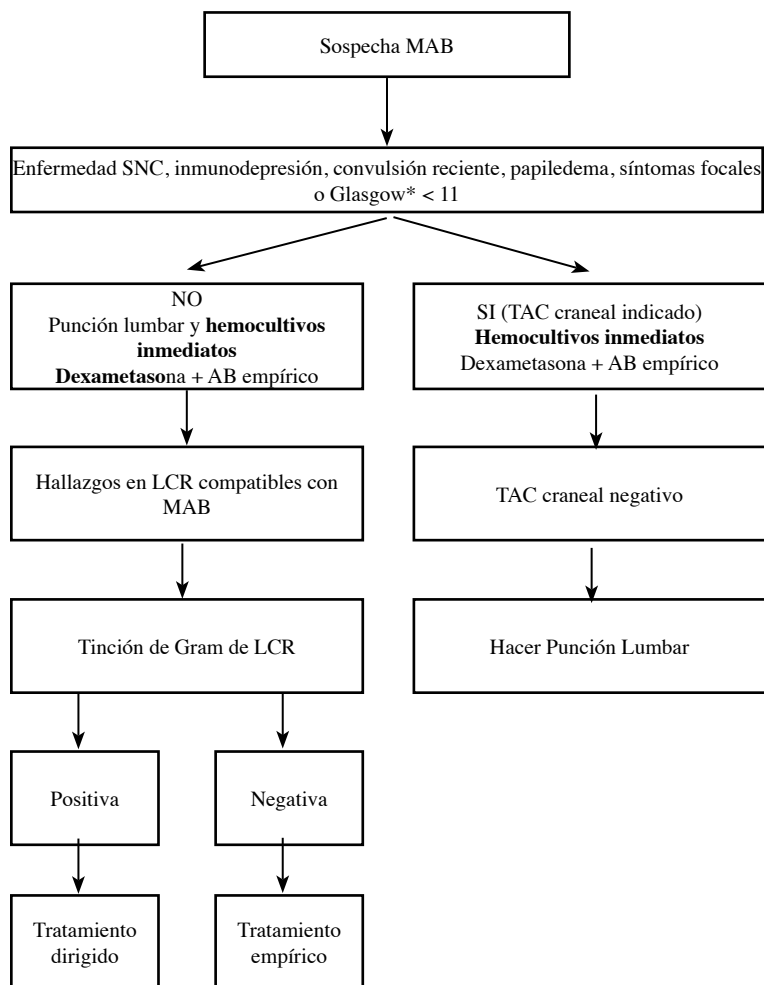 Sospecha MAB
Enfermedad SNC, inmunodepresión, convulsión reciente, papiledema, síntomas focales
o Glasgow* < 11
NO
Punción lumbar y hemocultivos
inmediatos
Dexametasona + AB empírico
SI (TAC craneal indicado)
Hemocultivos inmediatos
Dexametasona + AB empírico
Hallazgos en LCR compatibles con
MAB
TAC craneal negativo
Tinción de Gram de LCR
Hacer Punción Lumbar
Positiva
Negativa
Tratamiento
dirigido
Tratamiento
empírico